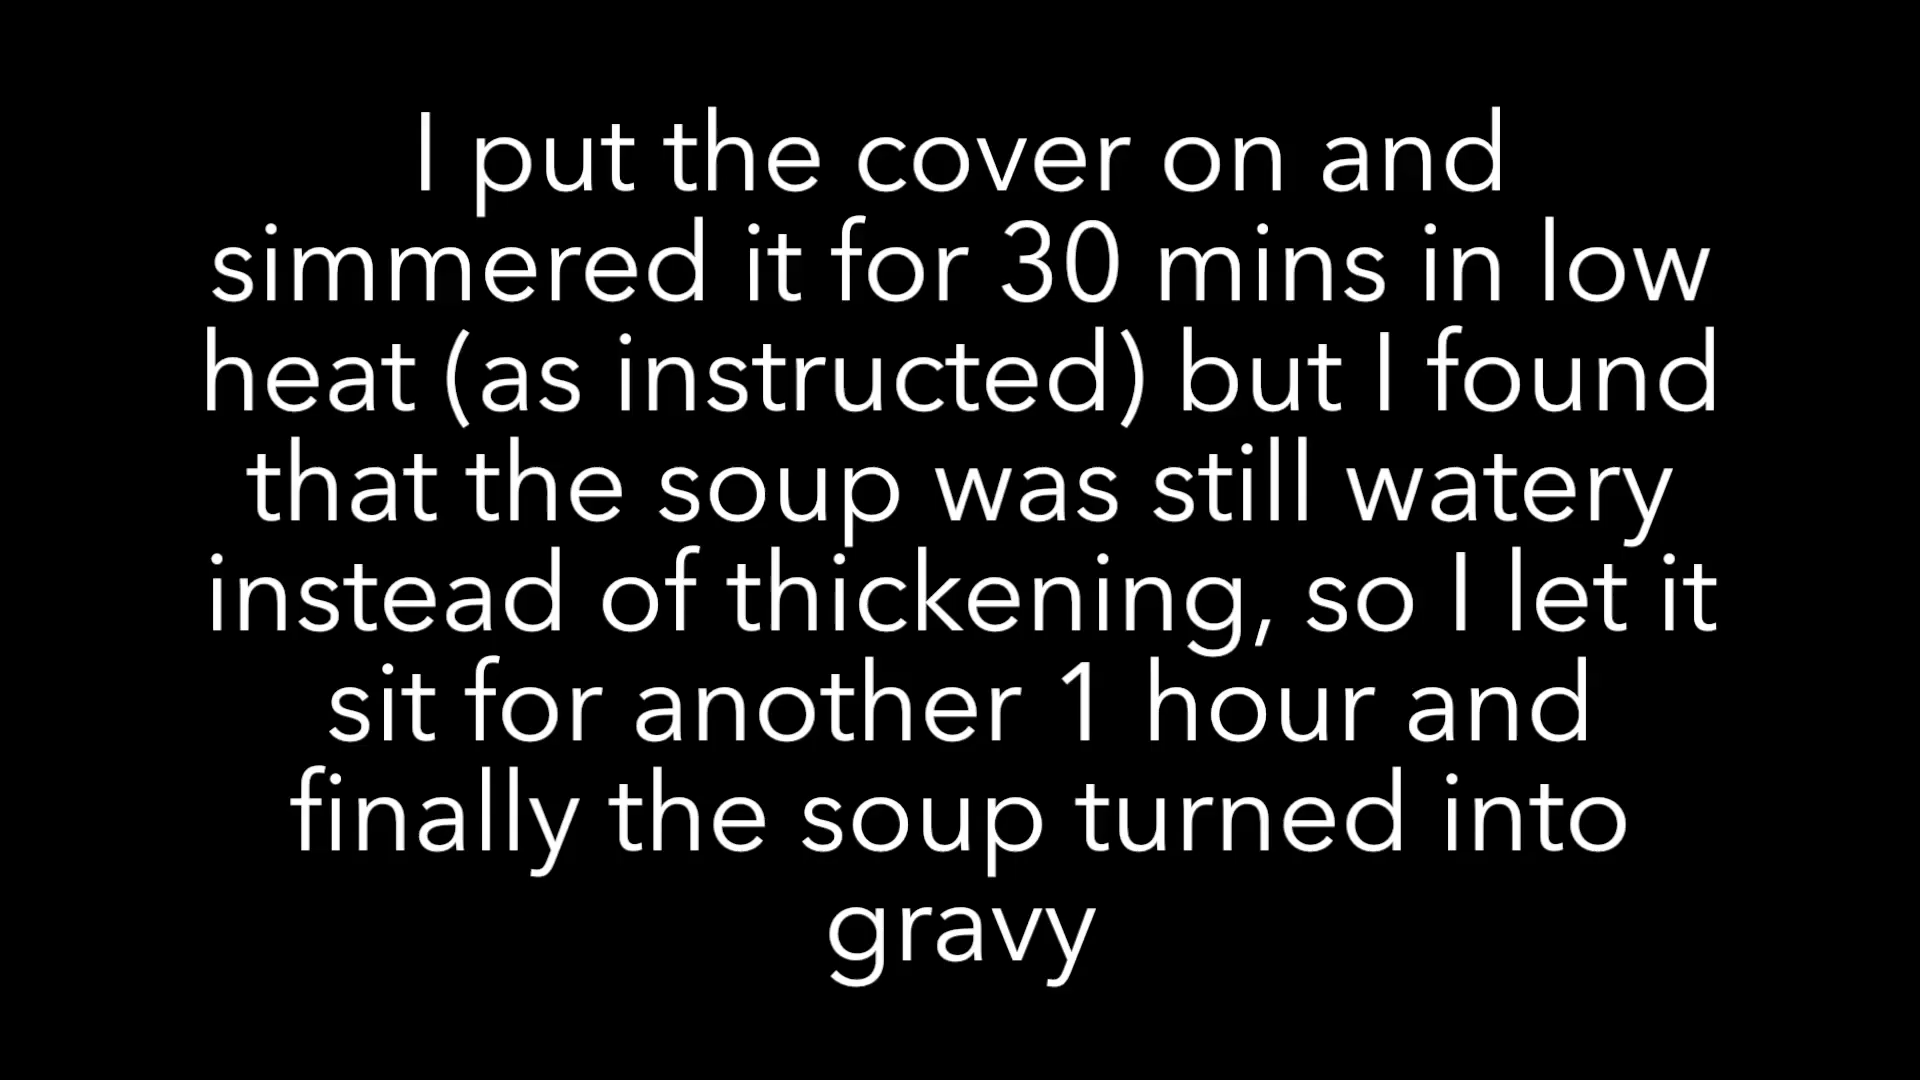 I put the cover on and
simmered it for 30 mins in low
heat (as instructed) but I found
that the soup was still watery
instead of thickening, so I let it
sit for another 1 hour and
finally the soup turned into
gravy